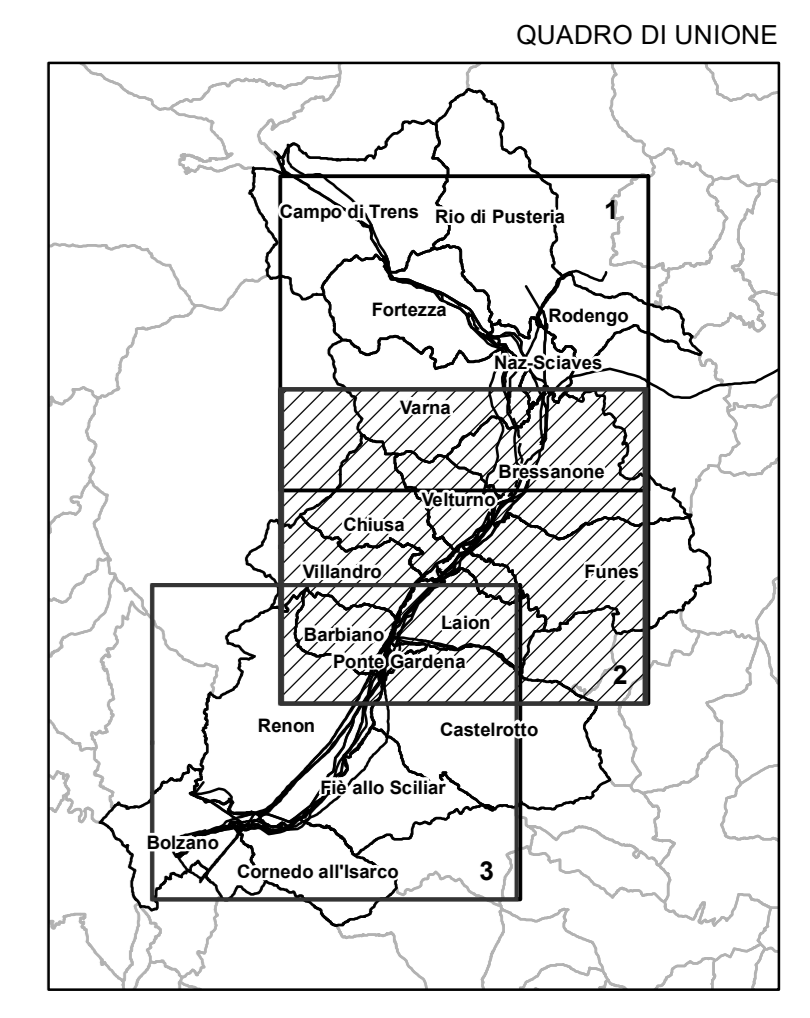 QUADRO DI UNIONE
Campo di Trens
Rio di Pusteria
1
Fortezza
Rodengo
Naz-Sciaves
Varna
Bressanone
Velturno
Chiusa
Villandro
Funes
Barbiano
Laion
Ponte Gardena
2
Renon
Castelrotto
Fiè allo Sciliar
Bolzano
Cornedo all'Isarco
3